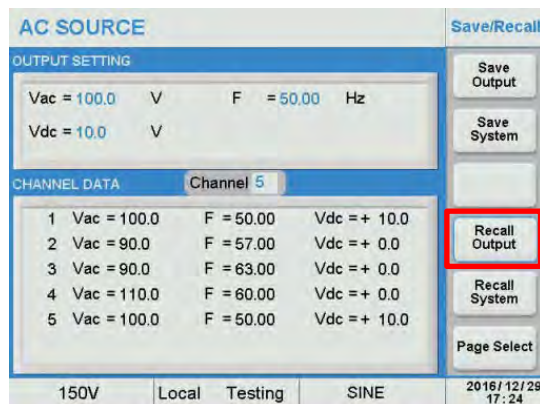 AC SOURCE
Save/Recall
OUTPUT SETTING
Vac = 100.0 V F = 50.00 Hz
Vdc = 10.0 V
CHANNEL DATA Channel 5
1 Vac = 100.0 F = 50.00 Vdc = + 10.0
2 Vac = 90.0 F = 57.00 Vdc = + 0.0
3 Vac = 90.0 F = 63.00 Vdc = + 0.0
4 Vac = 110.0 F = 60.00 Vdc = + 0.0
5 Vac = 100.0 F = 50.00 Vdc = + 10.0
150V Local Testing SINE
Save
Output
Save
System
Recall
Output
Recall
System
Page Select
2016/12/29
17:24